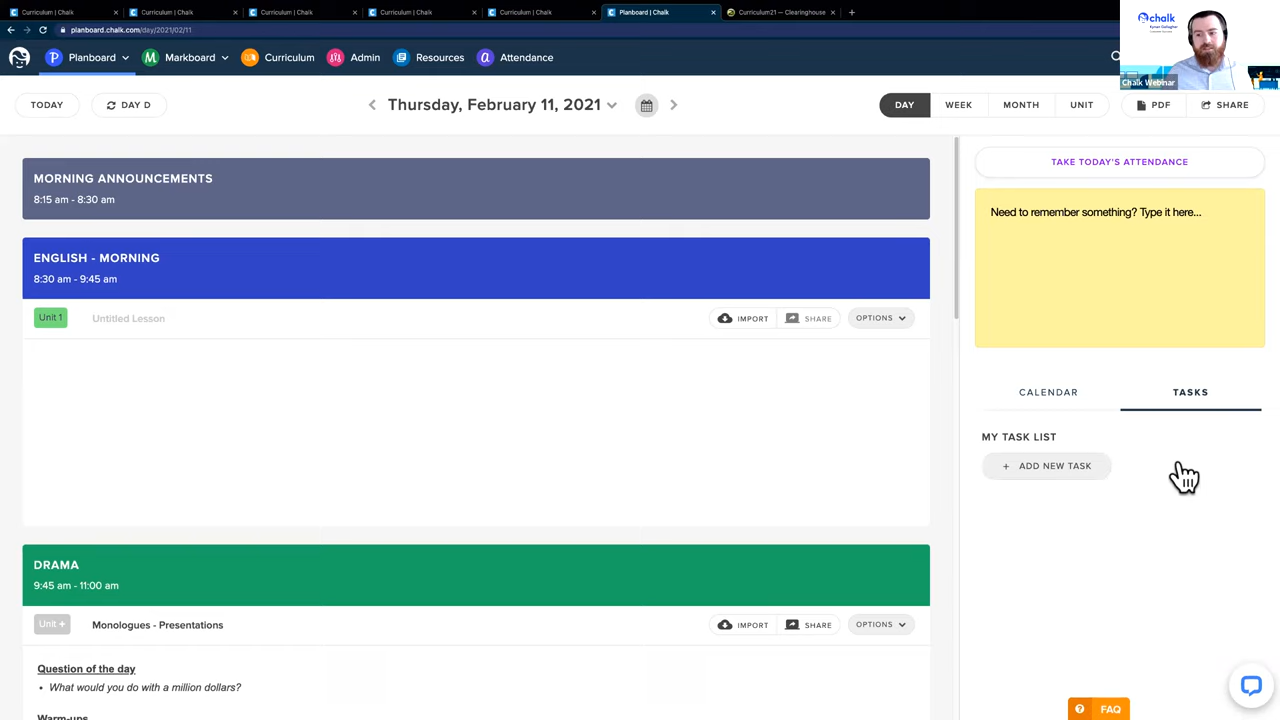 Curriculum | Chalk
Curriculum | Chalk
Curriculum | Chalk
Curriculum | Chalk
Curriculum | Chalk
Planboard | Chalk
Curriculum21 — Clearinghouse
planboard.chalk.com/day/2021/02/11
Planboard
Markboard
Curriculum
Admin
Resources
Attendance
chalk
Kynan Gallagher
Chalk Webinar
TODAY
DAY D
Thursday, February 11, 2021
DAY
WEEK
MONTH
UNIT
PDF
SHARE
MORNING ANNOUNCEMENTS
8:15 am - 8:30 am
ENGLISH - MORNING
8:30 am - 9:45 am
Unit 1
Untitled Lesson
IMPORT
SHARE
OPTIONS
DRAMA
9:45 am - 11:00 am
Unit +
Monologues - Presentations
IMPORT
SHARE
OPTIONS
Question of the day
• What would you do with a million dollars?
Warm-ups
TAKE TODAY'S ATTENDANCE
Need to remember something? Type it here...
CALENDAR
TASKS
MY TASK LIST
+ ADD NEW TASK
? FAQ